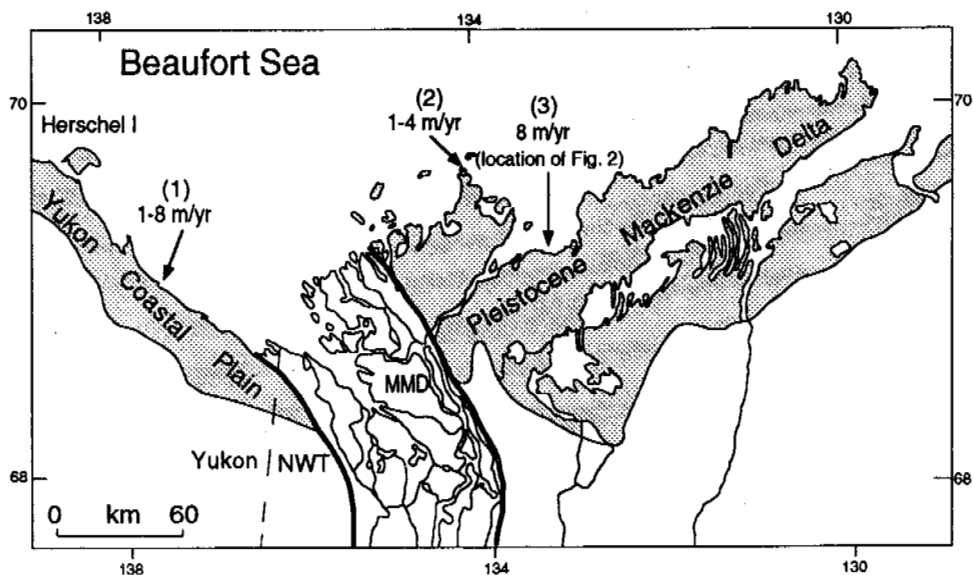 138
134
130
Beaufort Sea
70
70
Herschel I
(1)
1-8 m/yr
(2)
1-4 m/yr
(3)
8 m/yr
(location of Fig. 2)
Yukon Coastal Plain
Pleistocene Mackenzie Delta
MMD
Yukon
NWT
68
68
0 km 60
138
134
130